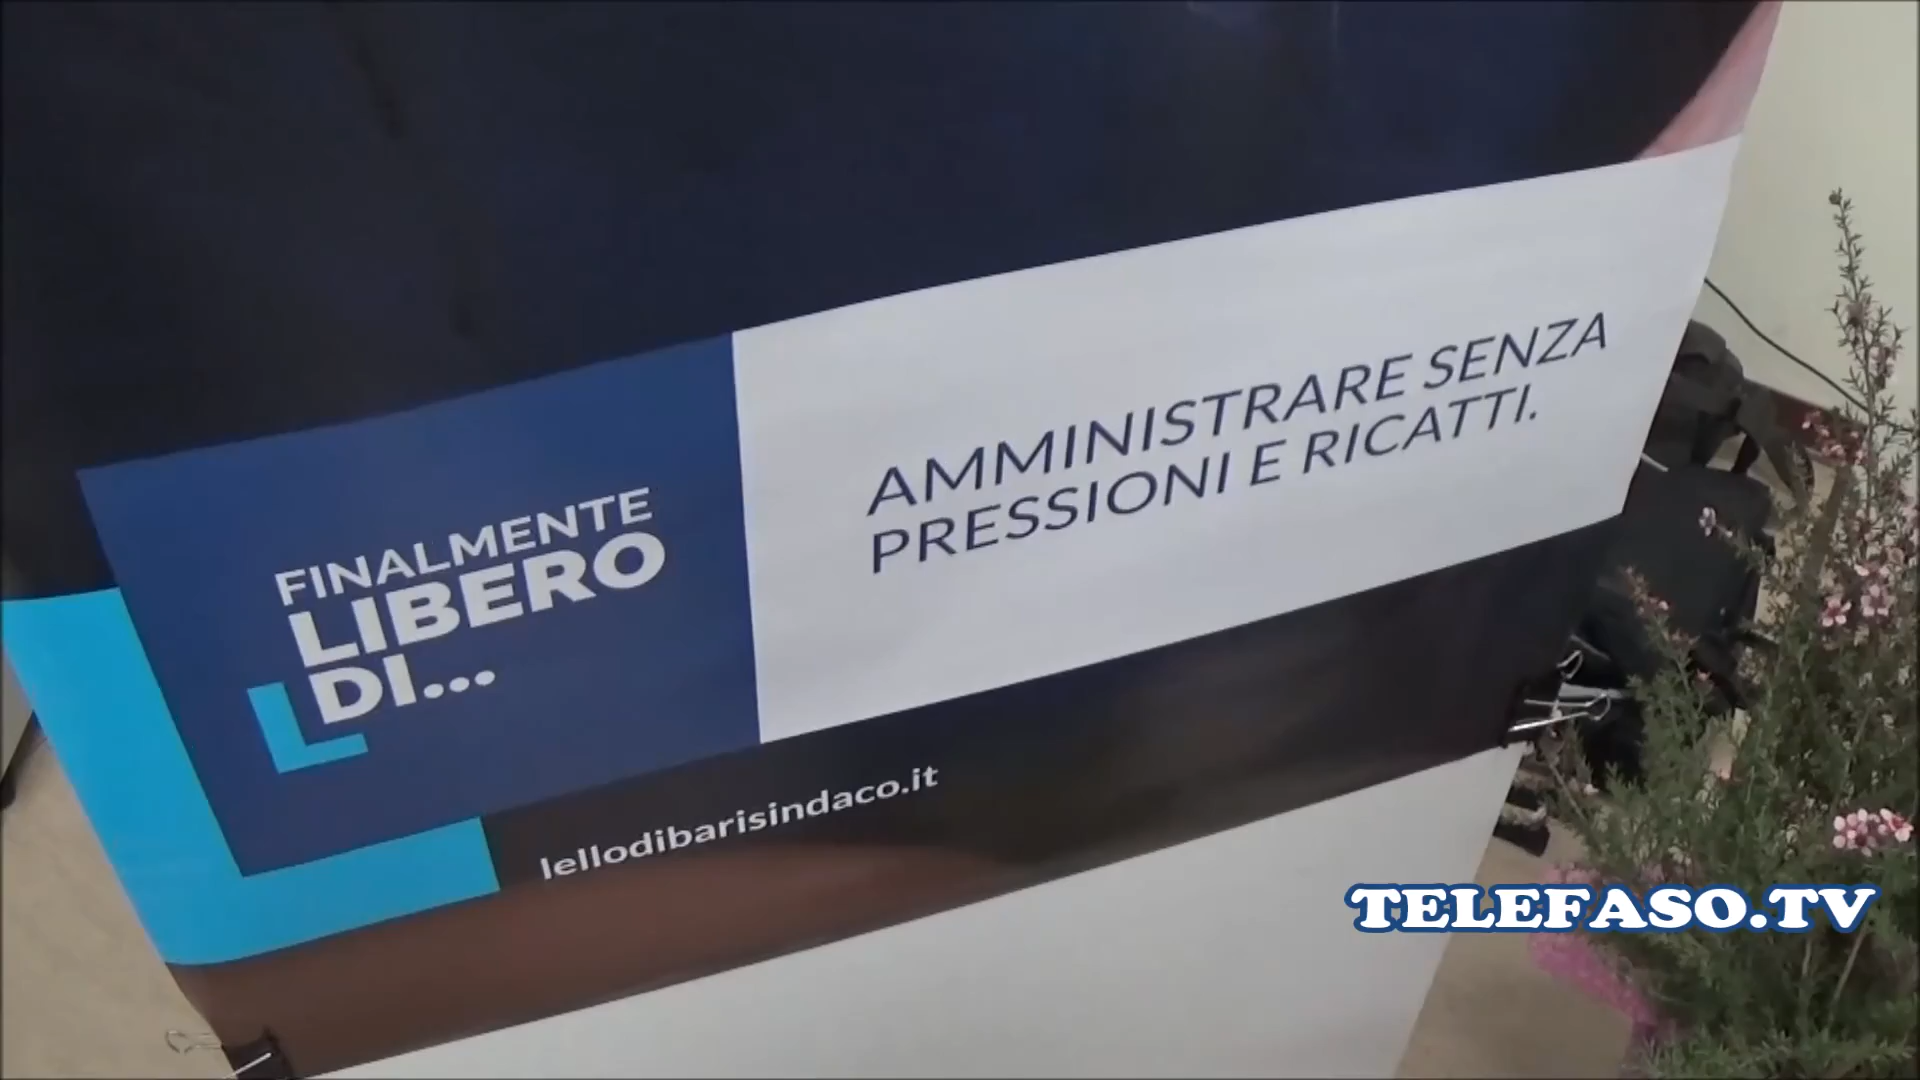 FINALMENTE
LIBERO
DI...
AMMINISTRARE SENZA
PRESSIONI E RICATTI.
lellodibarisindaco.it
TELEFASO.TV